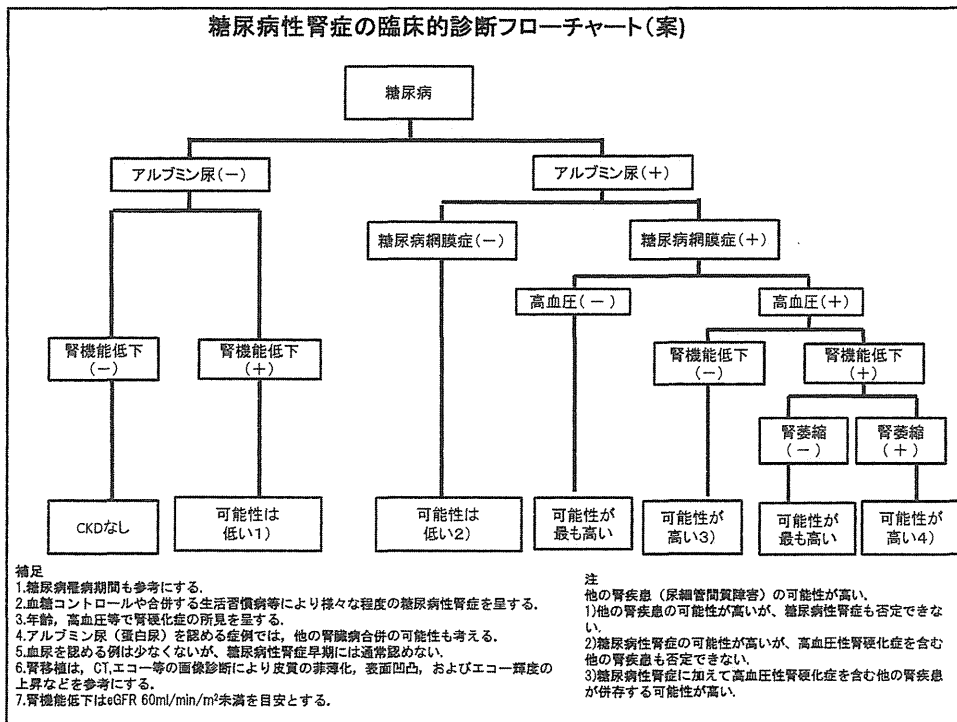 糖尿病性腎症の臨床的診断フローチャート(案)
糖尿病
アルブミン尿(－)
アルブミン尿(＋)
糖尿病網膜症(－)
糖尿病網膜症(＋)
高血圧(－)
高血圧(＋)
腎機能低下
(－)
腎機能低下
(＋)
腎機能低下
(－)
腎機能低下
(＋)
腎萎縮
(－)
腎萎縮
(＋)
CKDなし
可能性は
低い1)
可能性は
低い2)
可能性が
最も高い
可能性が
高い3)
可能性が
最も高い
可能性が
高い4)
補足
1.糖尿病罹病期間も参考にする.
2.血糖コントロールや合併する生活習慣病等により様々な程度の糖尿病性腎症を呈する.
3.年齢，高血圧等で腎硬化症の所見を呈する.
4.アルブミン尿（蛋白尿）を認める症例では，他の腎臓病合併の可能性も考える.
5.血尿を認める例は少なくないが、糖尿病性腎症早期には通常認めない.
6.腎移植は，CT,エコー等の画像診断により皮質の菲薄化，表面凹凸，およびエコー輝度の
上昇などを参考にする.
7.腎機能低下はeGFR 60ml/min/m²未満を目安とする.
注
他の腎疾患（尿細管間質障害）の可能性が高い.
1)他の腎疾患の可能性が高いが、糖尿病性腎症も否定できな
い.
2)糖尿病性腎症の可能性が高いが、高血圧性腎硬化症を含む
他の腎疾患も否定できない.
3)糖尿病性腎症に加えて高血圧性腎硬化症を含む他の腎疾患
が併存する可能性が高い.